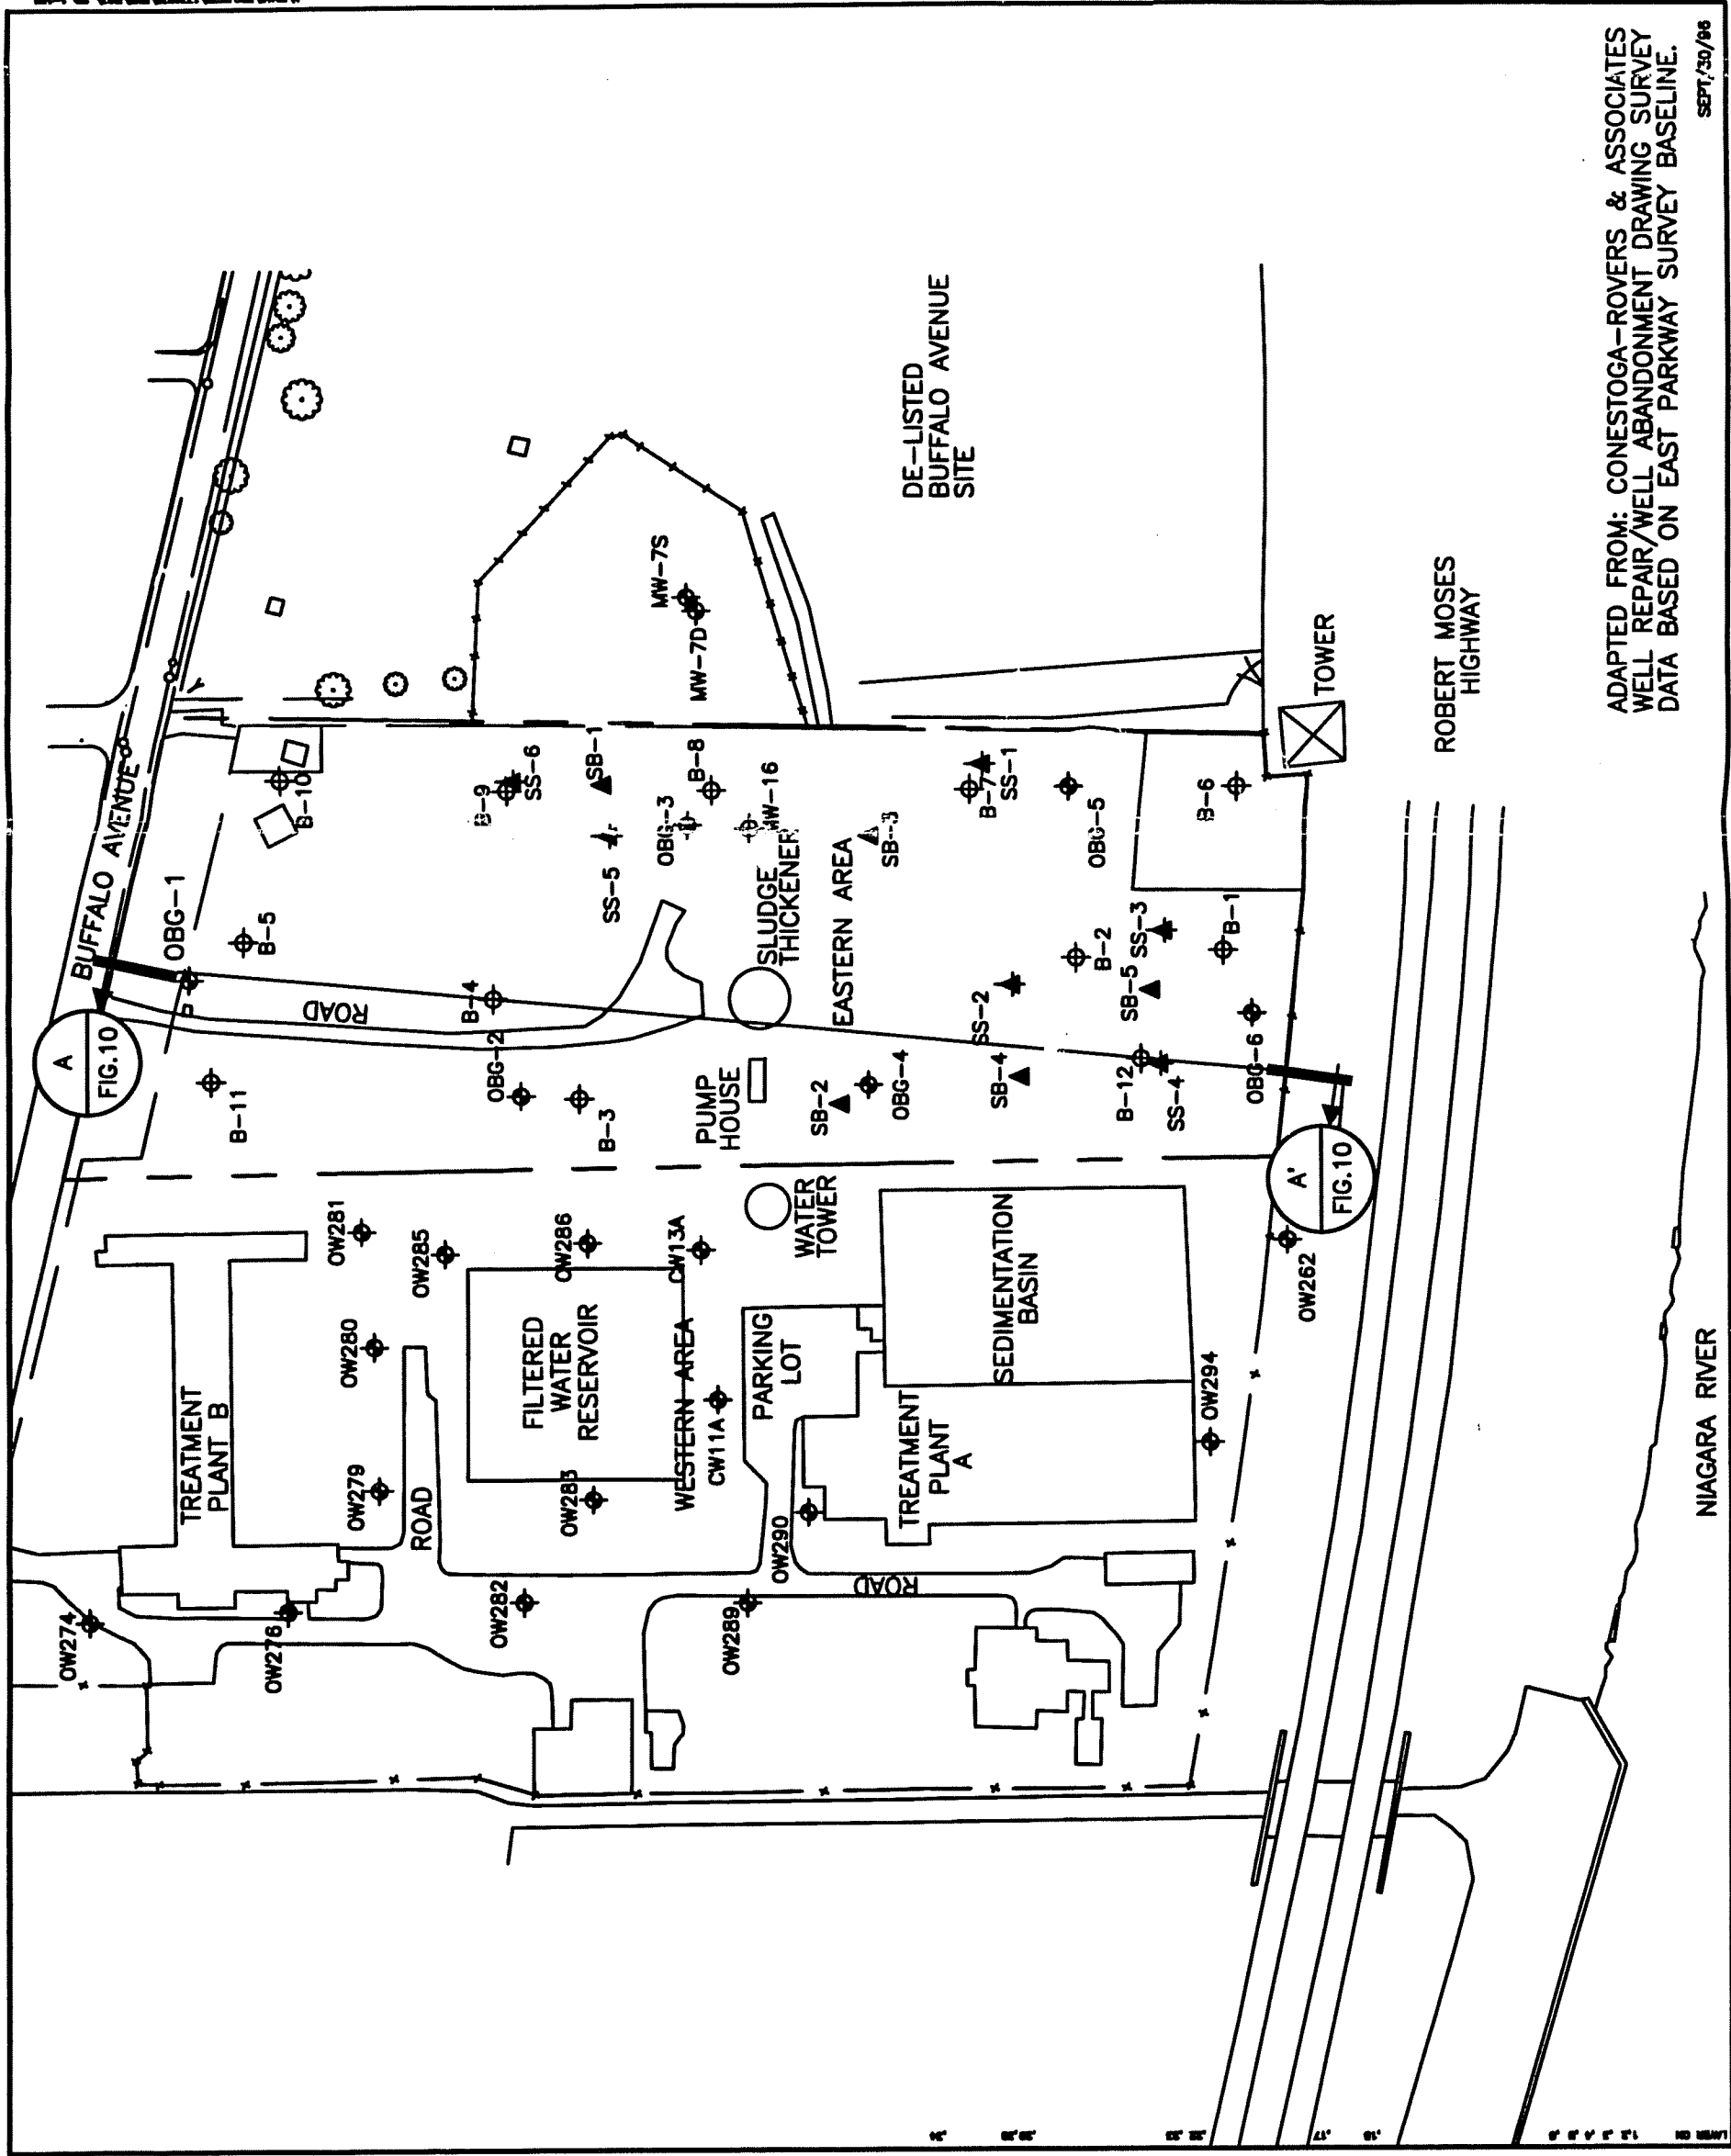 BUFFALO AVENUE
A
FIG.10
OBG-1
B-5
B-10
B-11
ROAD
B-4
OBG-2
B-3
B-9
SS-6
SB-1
SS-5
OBG-3
B-8
MW-16
MW-7S
MW-7D
SLUDGE
THICKENER
PUMP
HOUSE
EASTERN AREA
SB-3
SB-2
OBG-4
B-7
SS-1
OBG-5
B-6
SS-2
SB-4
B-2
SS-3
SB-5
B-1
B-12
SS-4
OBG-6
A'
FIG.10
DE-LISTED
BUFFALO AVENUE
SITE
TOWER
ROBERT MOSES
HIGHWAY
TREATMENT
PLANT B
OW274
OW276
OW279
OW280
OW281
OW285
ROAD
OW282
OW283
OW286
FILTERED
WATER
RESERVOIR
WESTERN AREA
CW13A
CW11A
WATER
TOWER
PARKING
LOT
OW289
OW290
ROAD
TREATMENT
PLANT
A
SEDIMENTATION
BASIN
OW294
OW262
NIAGARA RIVER
ADAPTED FROM: CONESTOGA-ROVERS & ASSOCIATES
WELL REPAIR/WELL ABANDONMENT DRAWING SURVEY
DATA BASED ON EAST PARKWAY SURVEY BASELINE.
SEPT/30/96